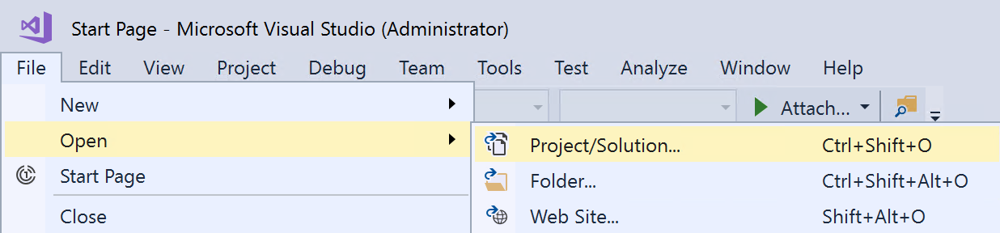 Start Page - Microsoft Visual Studio (Administrator)
File Edit View Project Debug Team Tools Test Analyze Window Help
New
Attach...
Open
Project/Solution... Ctrl+Shift+O
Start Page
Folder... Ctrl+Shift+Alt+O
Close
Web Site... Shift+Alt+O